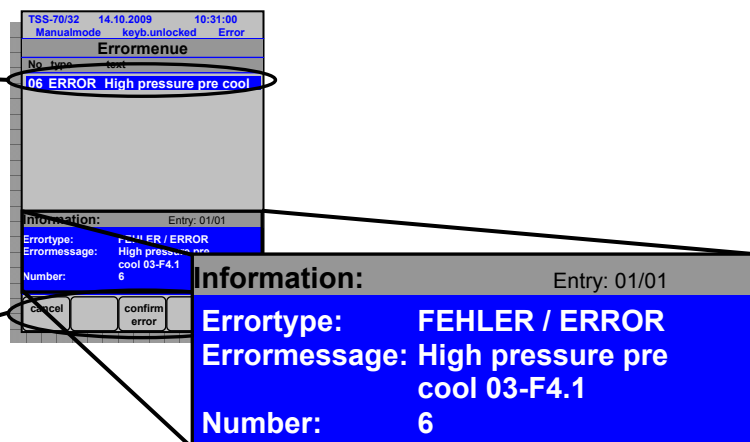 TSS-70/32 14.10.2009 10:31:00
Manualmode keyb.unlocked Error
Errormenue
No type text
06 ERROR High pressure pre cool
Information: Entry: 01/01
Errortype: FEHLER / ERROR
Errormessage: High pressure pre
cool 03-F4.1
Number: 6
cancel confirm
error
Information: Entry: 01/01
Errortype: FEHLER / ERROR
Errormessage: High pressure pre
cool 03-F4.1
Number: 6